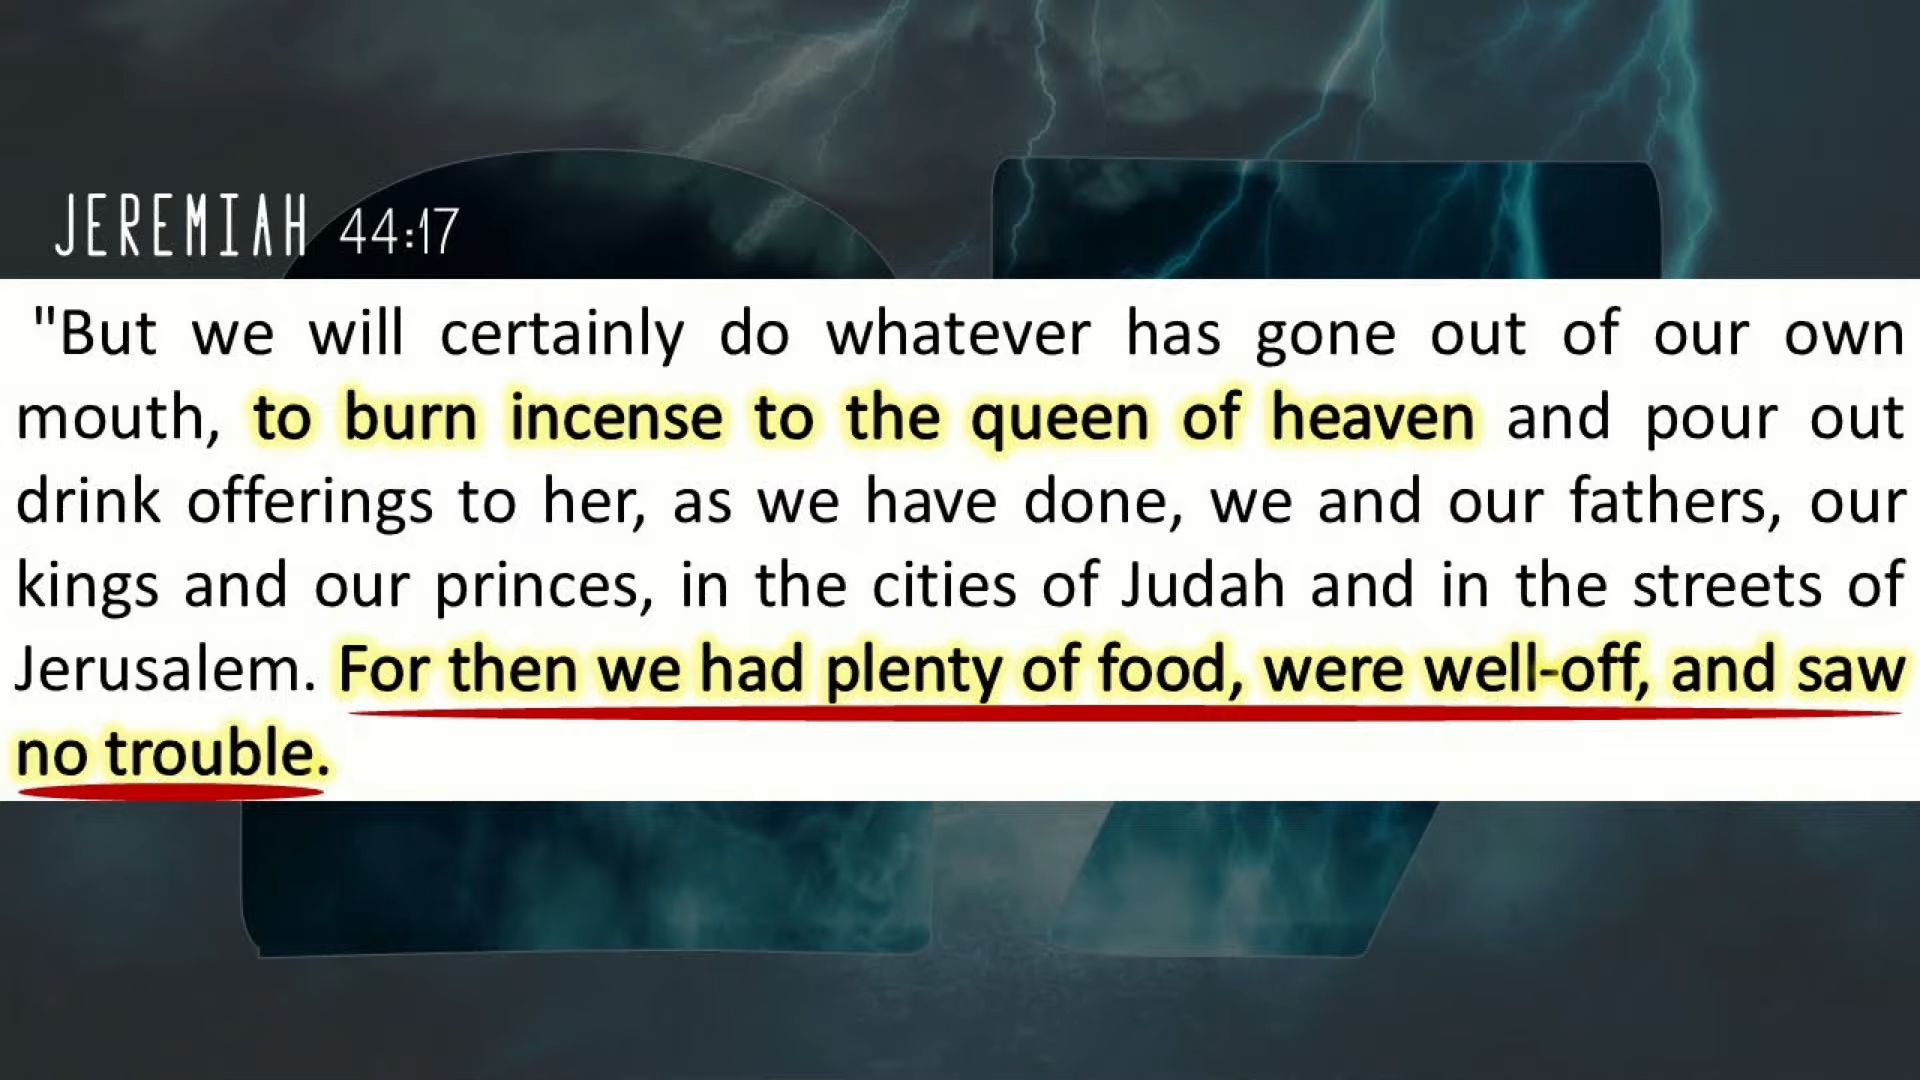 JEREMIAH 44:17
"But we will certainly do whatever has gone out of our own
mouth, to burn incense to the queen of heaven and pour out
drink offerings to her, as we have done, we and our fathers, our
kings and our princes, in the cities of Judah and in the streets of
Jerusalem. For then we had plenty of food, were well-off, and saw
no trouble.